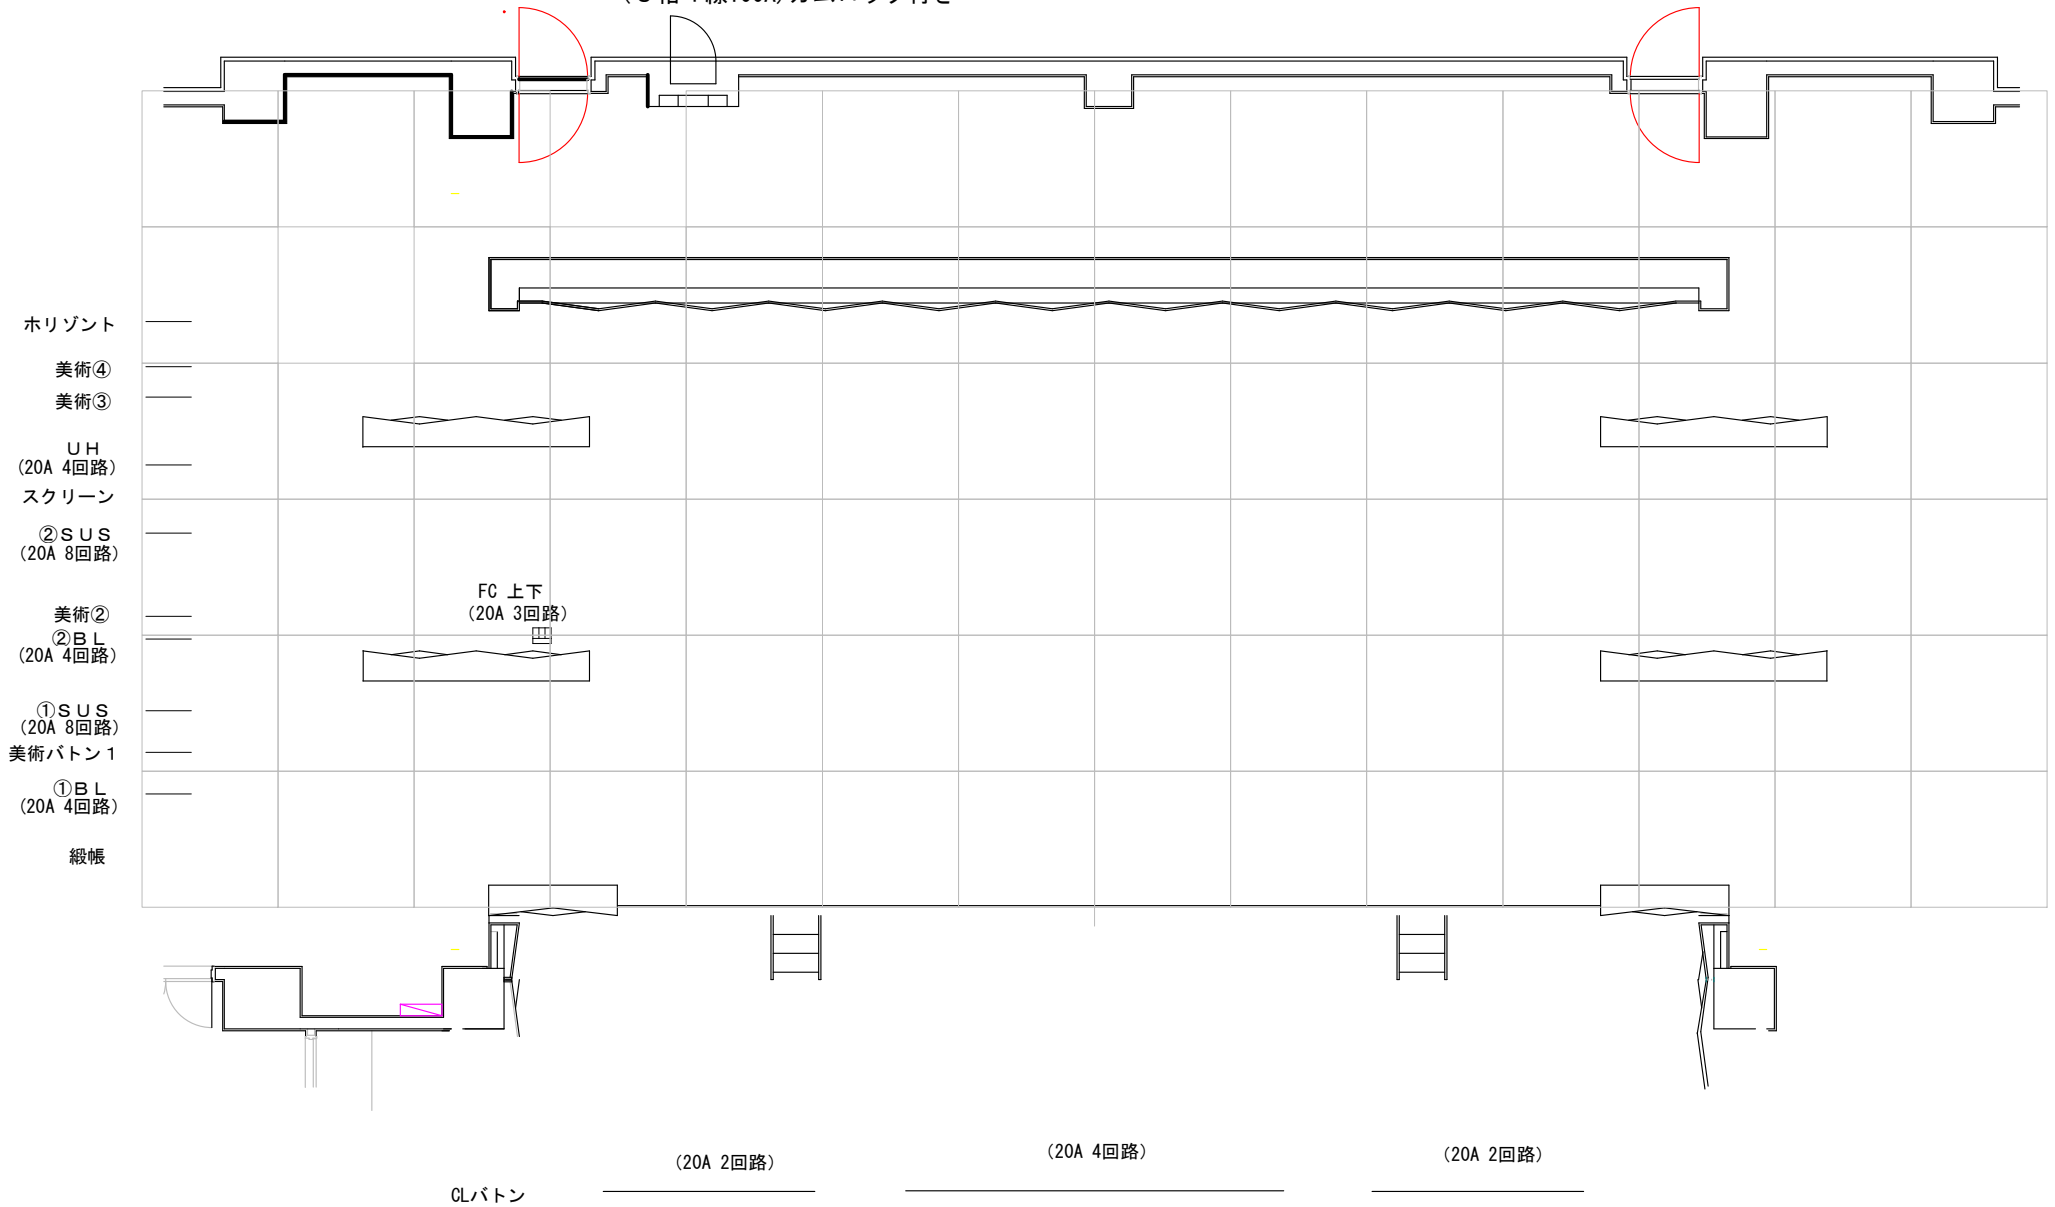 ホリゾント
美術④
美術③
ＵＨ
(20A 4回路)
スクリーン
②ＳＵＳ
(20A 8回路)
FC 上下
(20A 3回路)
美術②
②ＢＬ
(20A 4回路)
①ＳＵＳ
(20A 8回路)
美術バトン１
①ＢＬ
(20A 4回路)
緞帳
(20A 2回路)
(20A 4回路)
(20A 2回路)
CLバトン